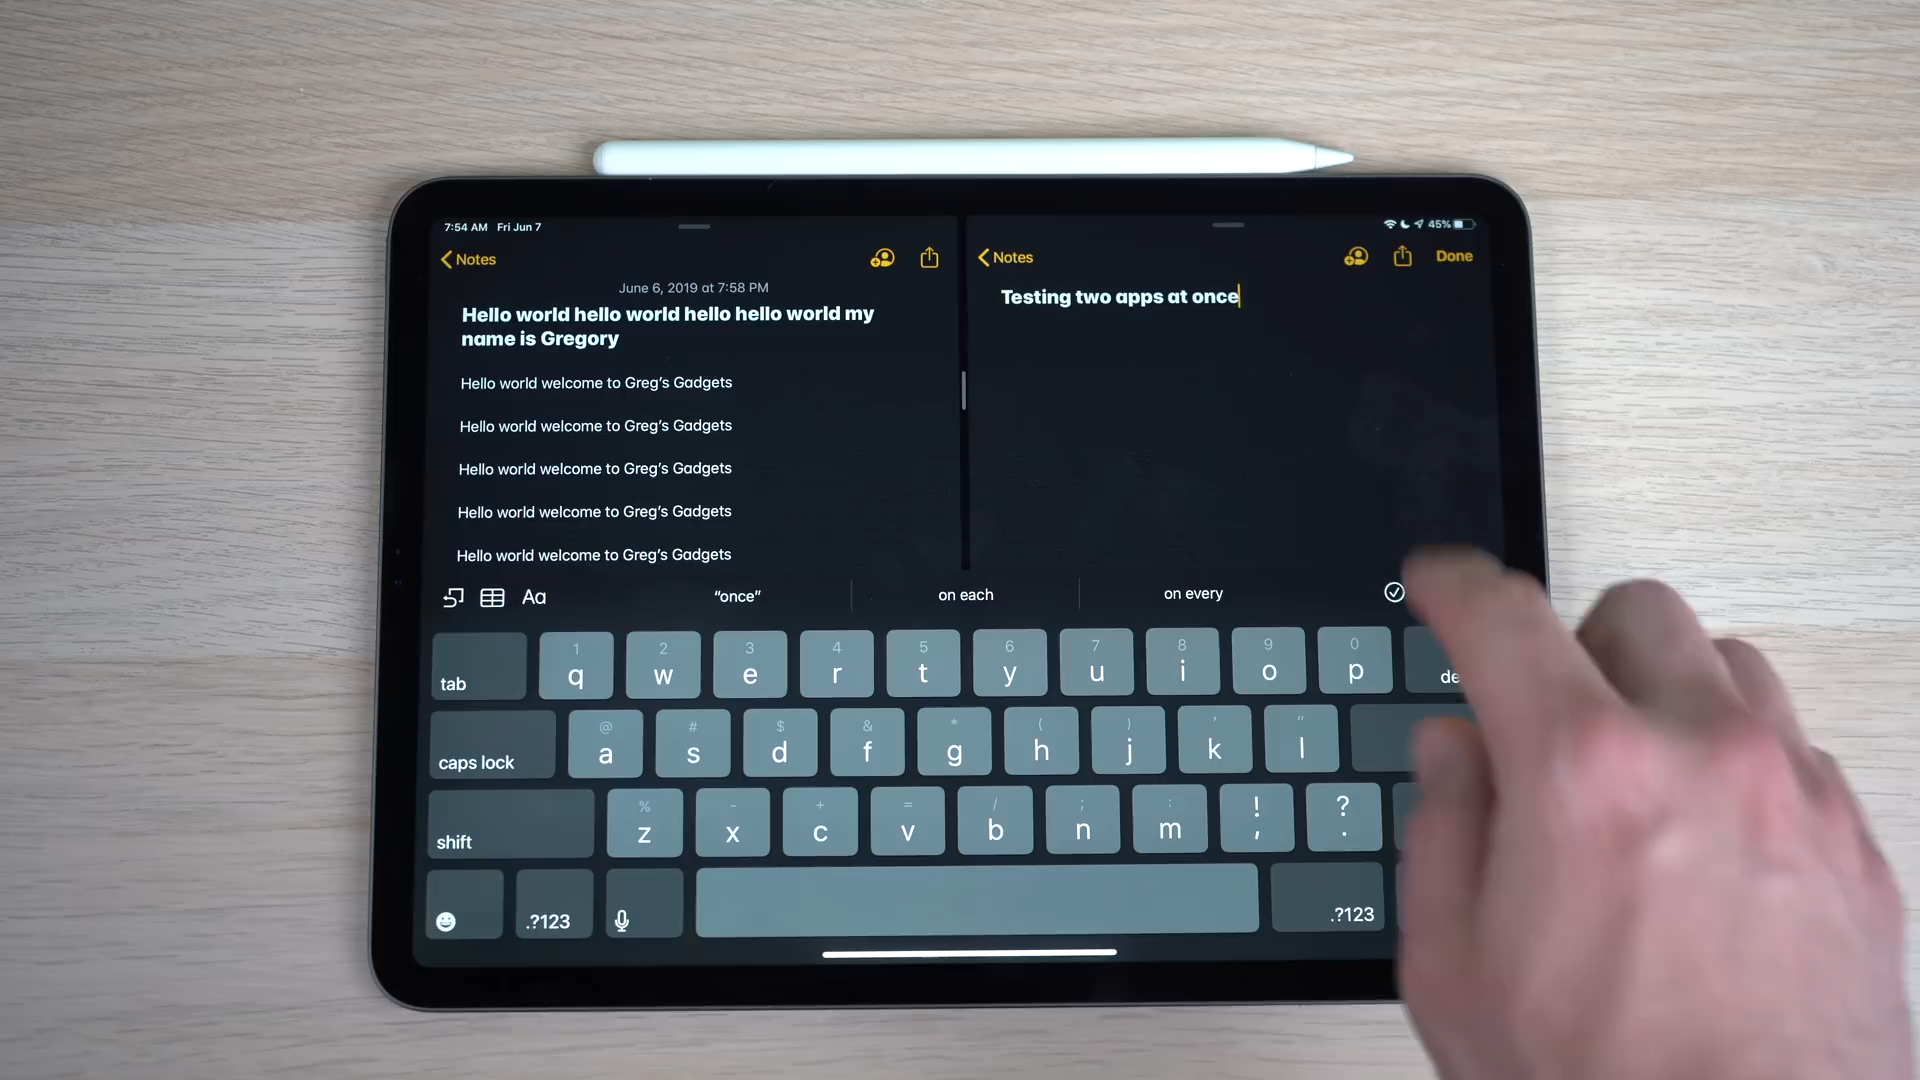 7:54 AM Fri Jun 7
45%
Notes
Notes
Done
June 6, 2019 at 7:58 PM
Hello world hello world hello hello world my
name is Gregory
Hello world welcome to Greg’s Gadgets
Hello world welcome to Greg’s Gadgets
Hello world welcome to Greg’s Gadgets
Hello world welcome to Greg’s Gadgets
Hello world welcome to Greg’s Gadgets
Testing two apps at once
Aa “once” on each on every
1 2 3 4 5 6 7 8 9 0
tab q w e r t y u i o p de
@ # $ & * ( ) ' "
caps lock a s d f g h j k l
% - + = / ; : ! ?
shift z x c v b n m , .
.?123 .?123